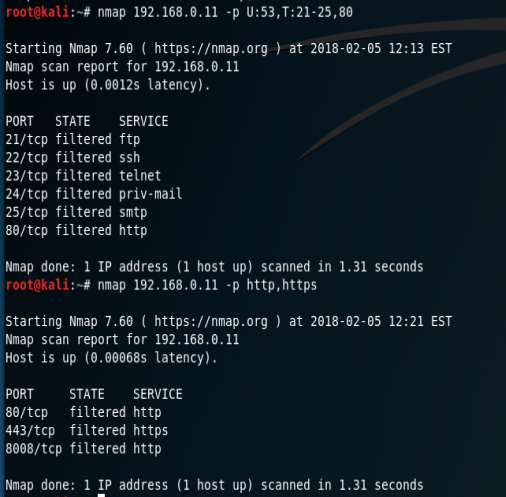 root@kali:~# nmap 192.168.0.11 -p U:53,T:21-25,80
Starting Nmap 7.60 ( https://nmap.org ) at 2018-02-05 12:13 EST
Nmap scan report for 192.168.0.11
Host is up (0.0012s latency).
PORT   STATE    SERVICE
21/tcp filtered ftp
22/tcp filtered ssh
23/tcp filtered telnet
24/tcp filtered priv-mail
25/tcp filtered smtp
80/tcp filtered http
Nmap done: 1 IP address (1 host up) scanned in 1.31 seconds
root@kali:~# nmap 192.168.0.11 -p http,https
Starting Nmap 7.60 ( https://nmap.org ) at 2018-02-05 12:21 EST
Nmap scan report for 192.168.0.11
Host is up (0.00068s latency).
PORT     STATE    SERVICE
80/tcp   filtered http
443/tcp  filtered https
8008/tcp filtered http
Nmap done: 1 IP address (1 host up) scanned in 1.31 seconds